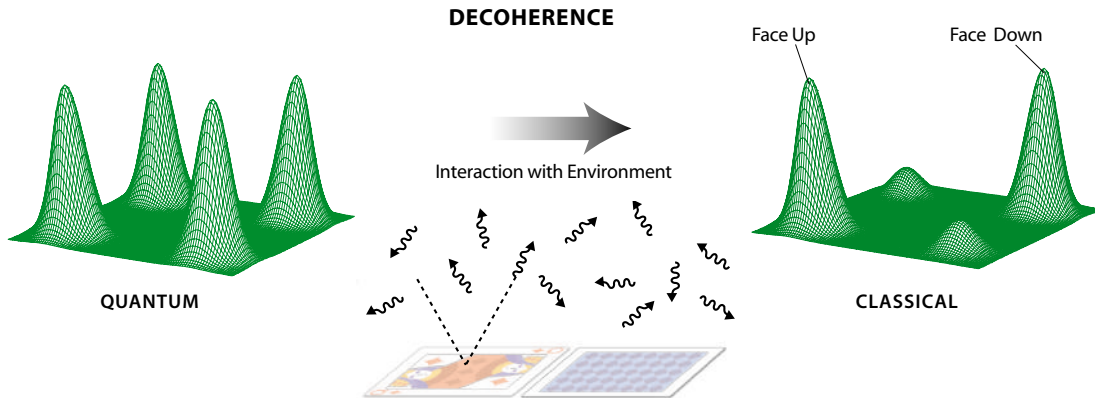 DECOHERENCE
Face Up
Face Down
Interaction with Environment
QUANTUM
CLASSICAL
Q
Q